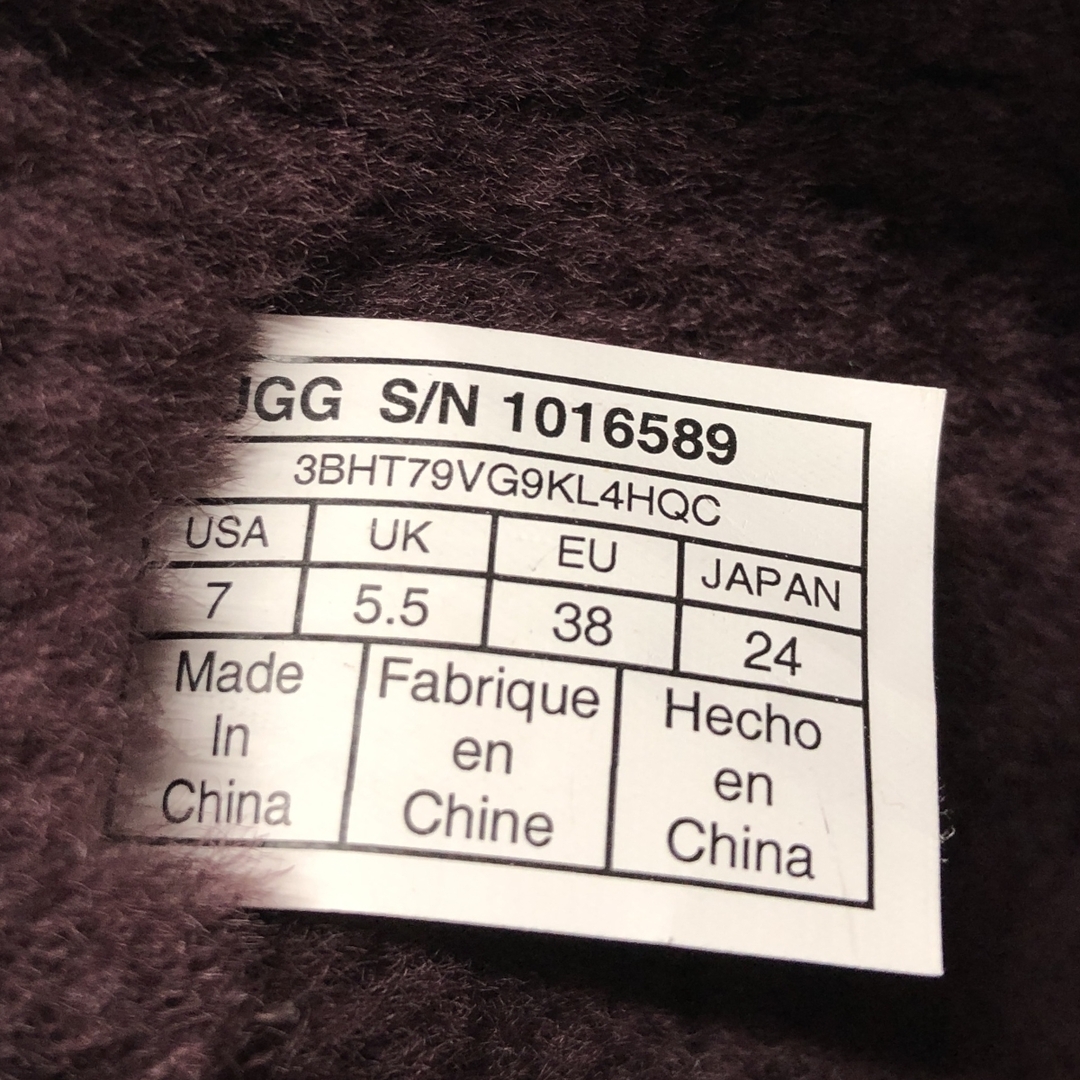 UGG S/N 1016589
3BHT79VG9KL4HQC
USA UK EU JAPAN
7 5.5 38 24
Made In China
Fabrique en Chine
Hecho en China